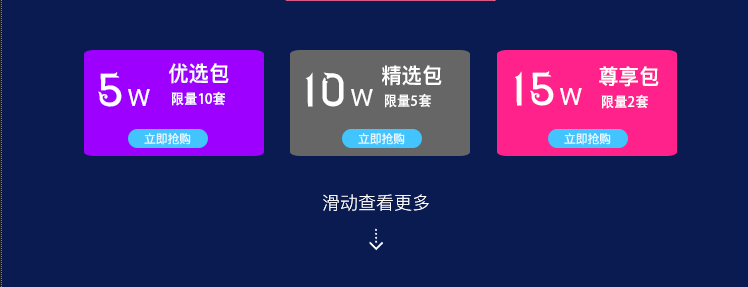 5W 优选包
限量10套
立即抢购
10W 精选包
限量5套
立即抢购
15W 尊享包
限量2套
立即抢购
滑动查看更多